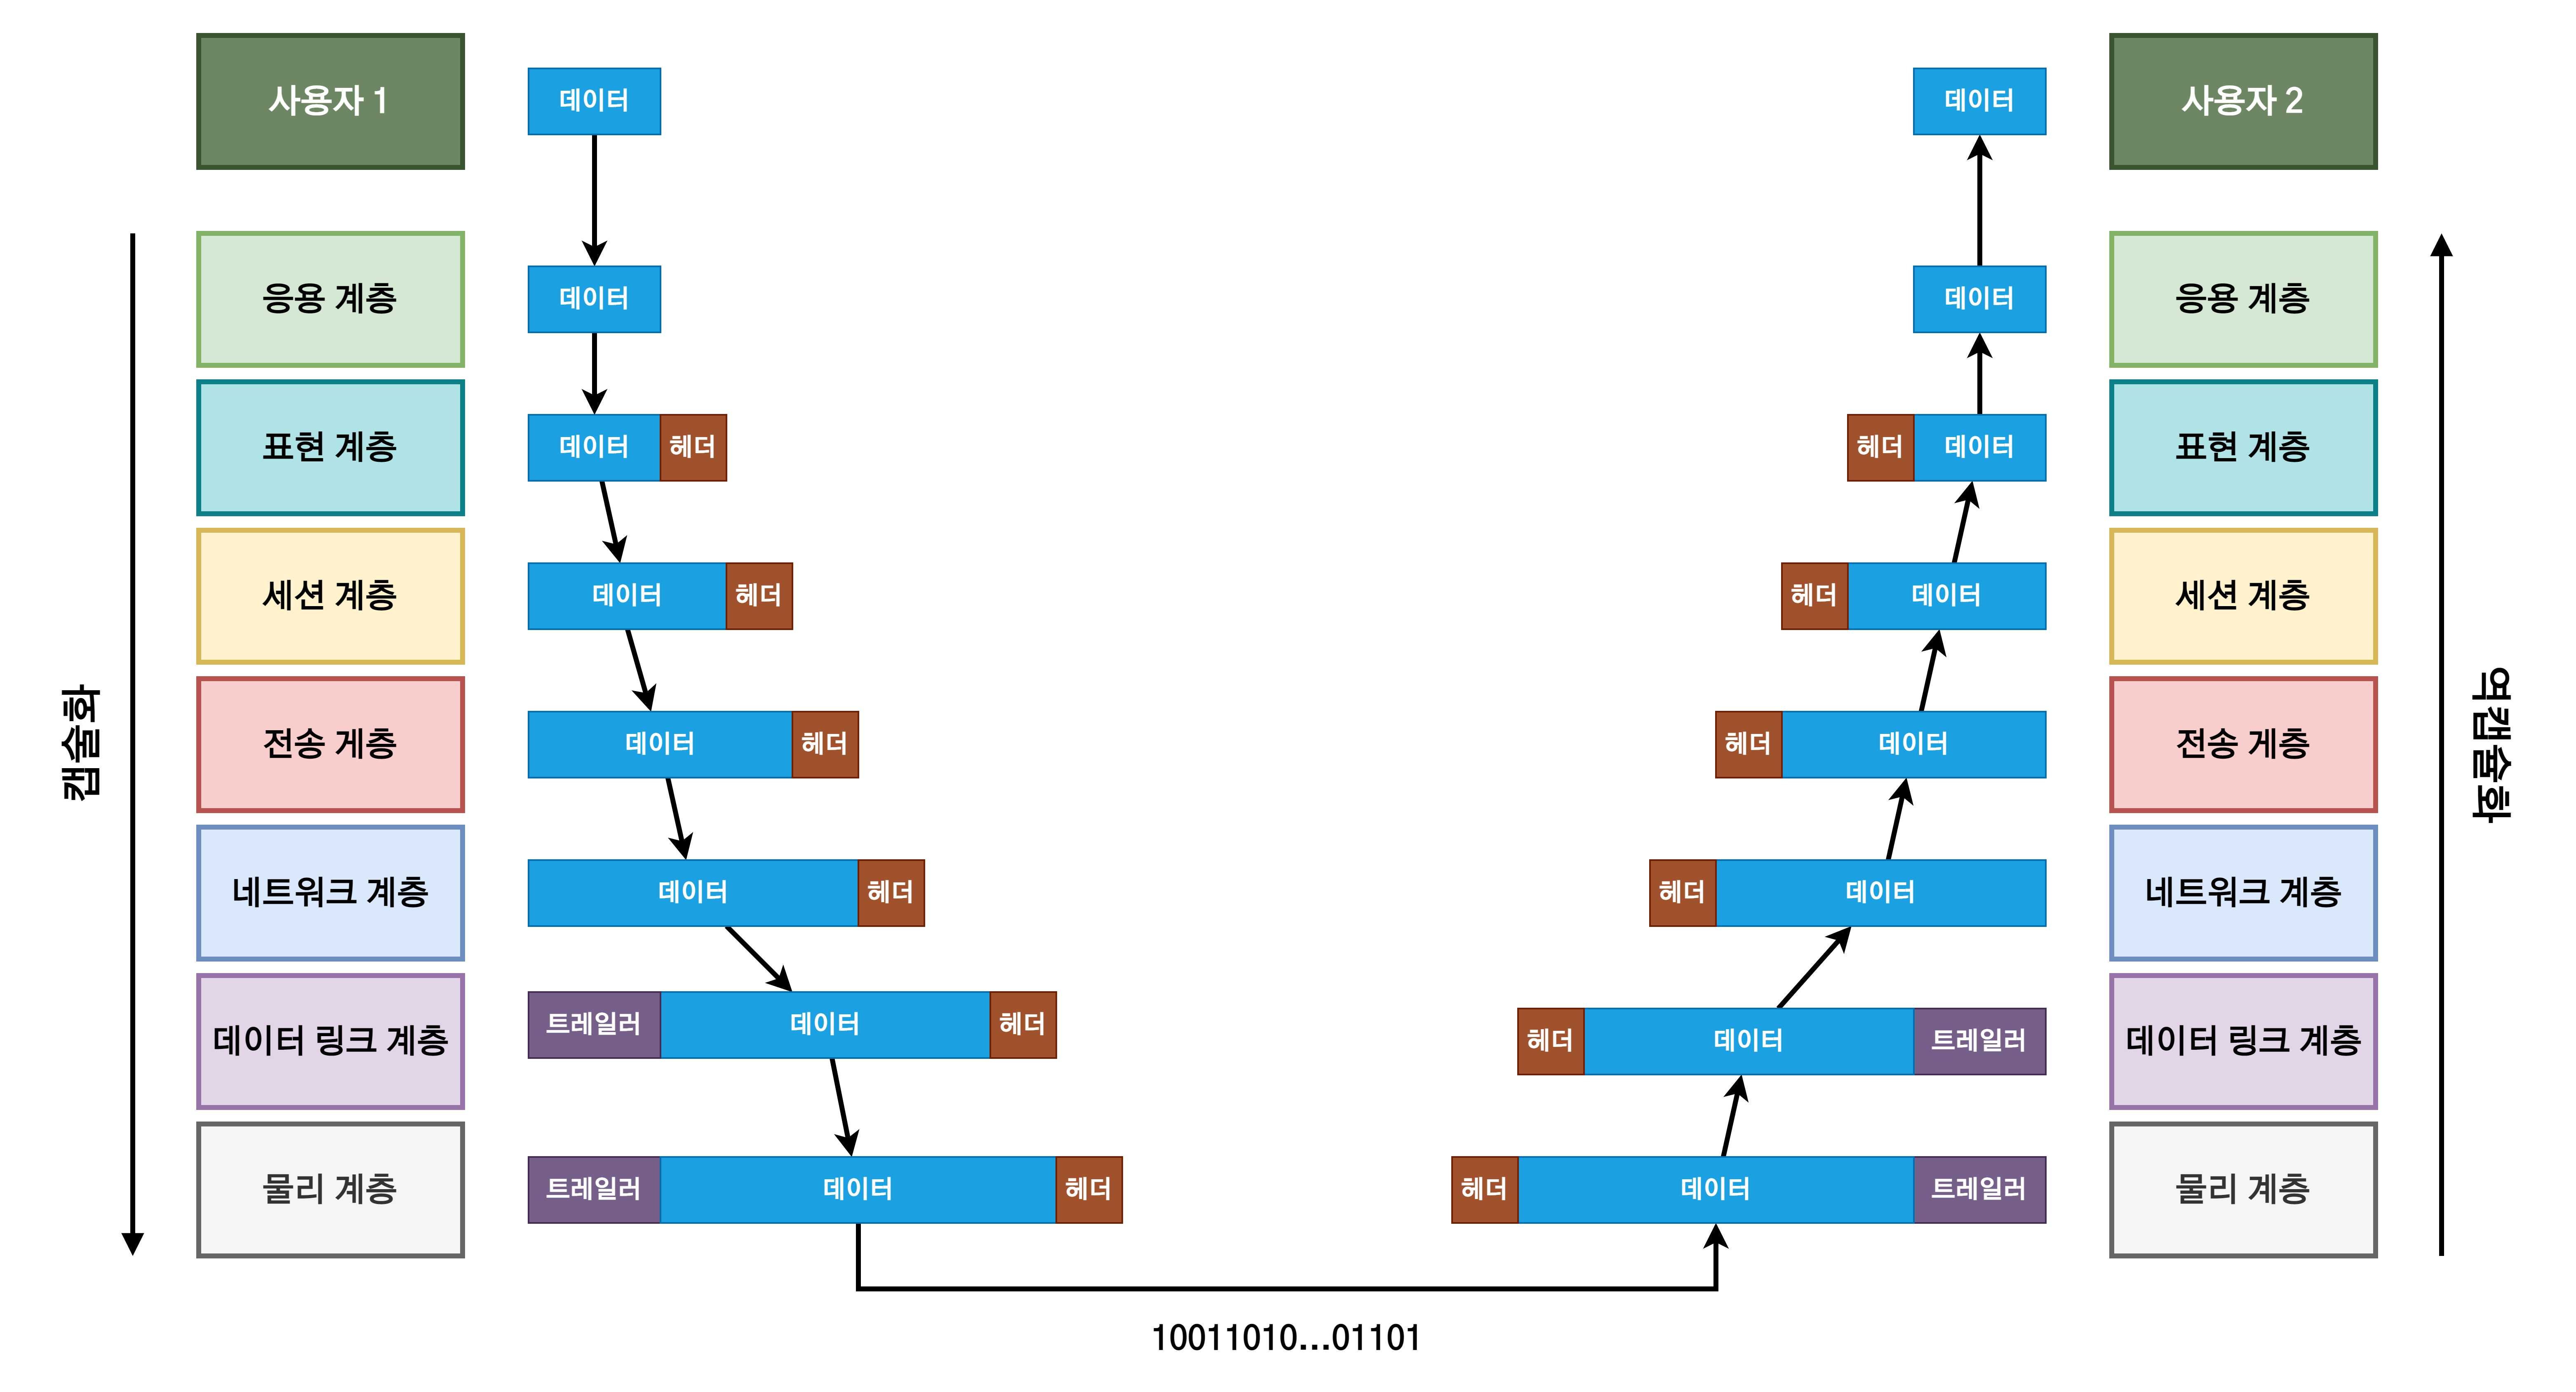 사용자 1
데이터
데이터
사용자 2
응용 계층
데이터
데이터
응용 계층
표현 계층
데이터
헤더
헤더
데이터
표현 계층
세션 계층
데이터
헤더
헤더
데이터
세션 계층
캡슐화
전송 게층
데이터
헤더
헤더
데이터
전송 게층
역캡슐화
네트워크 계층
데이터
헤더
헤더
데이터
네트워크 계층
데이터 링크 계층
트레일러
데이터
헤더
헤더
데이터
트레일러
데이터 링크 계층
물리 계층
트레일러
데이터
헤더
헤더
데이터
트레일러
물리 계층
10011010...01101